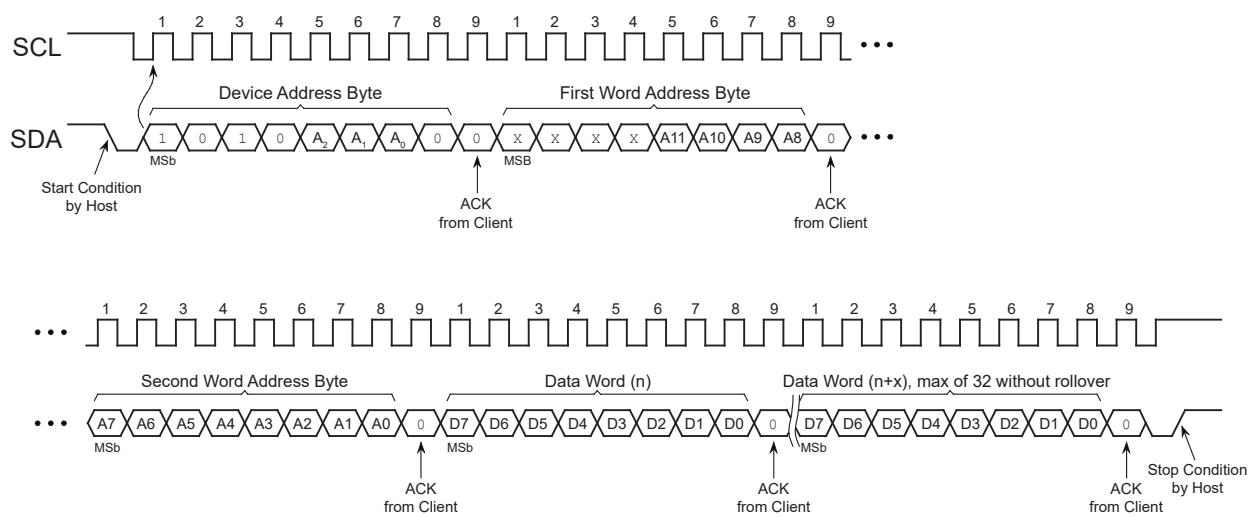 1 2 3 4 5 6 7 8 9 1 2 3 4 5 6 7 8 9
SCL
Device Address Byte First Word Address Byte
SDA 1 0 1 0 A2 A1 A0 0 0 X X X X A11 A10 A9 A8 0
MSb MSB
Start Condition
by Host
ACK
from Client
ACK
from Client
1 2 3 4 5 6 7 8 9 1 2 3 4 5 6 7 8 9 1 2 3 4 5 6 7 8 9
Second Word Address Byte Data Word (n) Data Word (n+x), max of 32 without rollover
A7 A6 A5 A4 A3 A2 A1 A0 0 D7 D6 D5 D4 D3 D2 D1 D0 0 D7 D6 D5 D4 D3 D2 D1 D0 0
MSb MSb MSb
ACK
from Client
ACK
from Client
ACK
from Client
Stop Condition
by Host